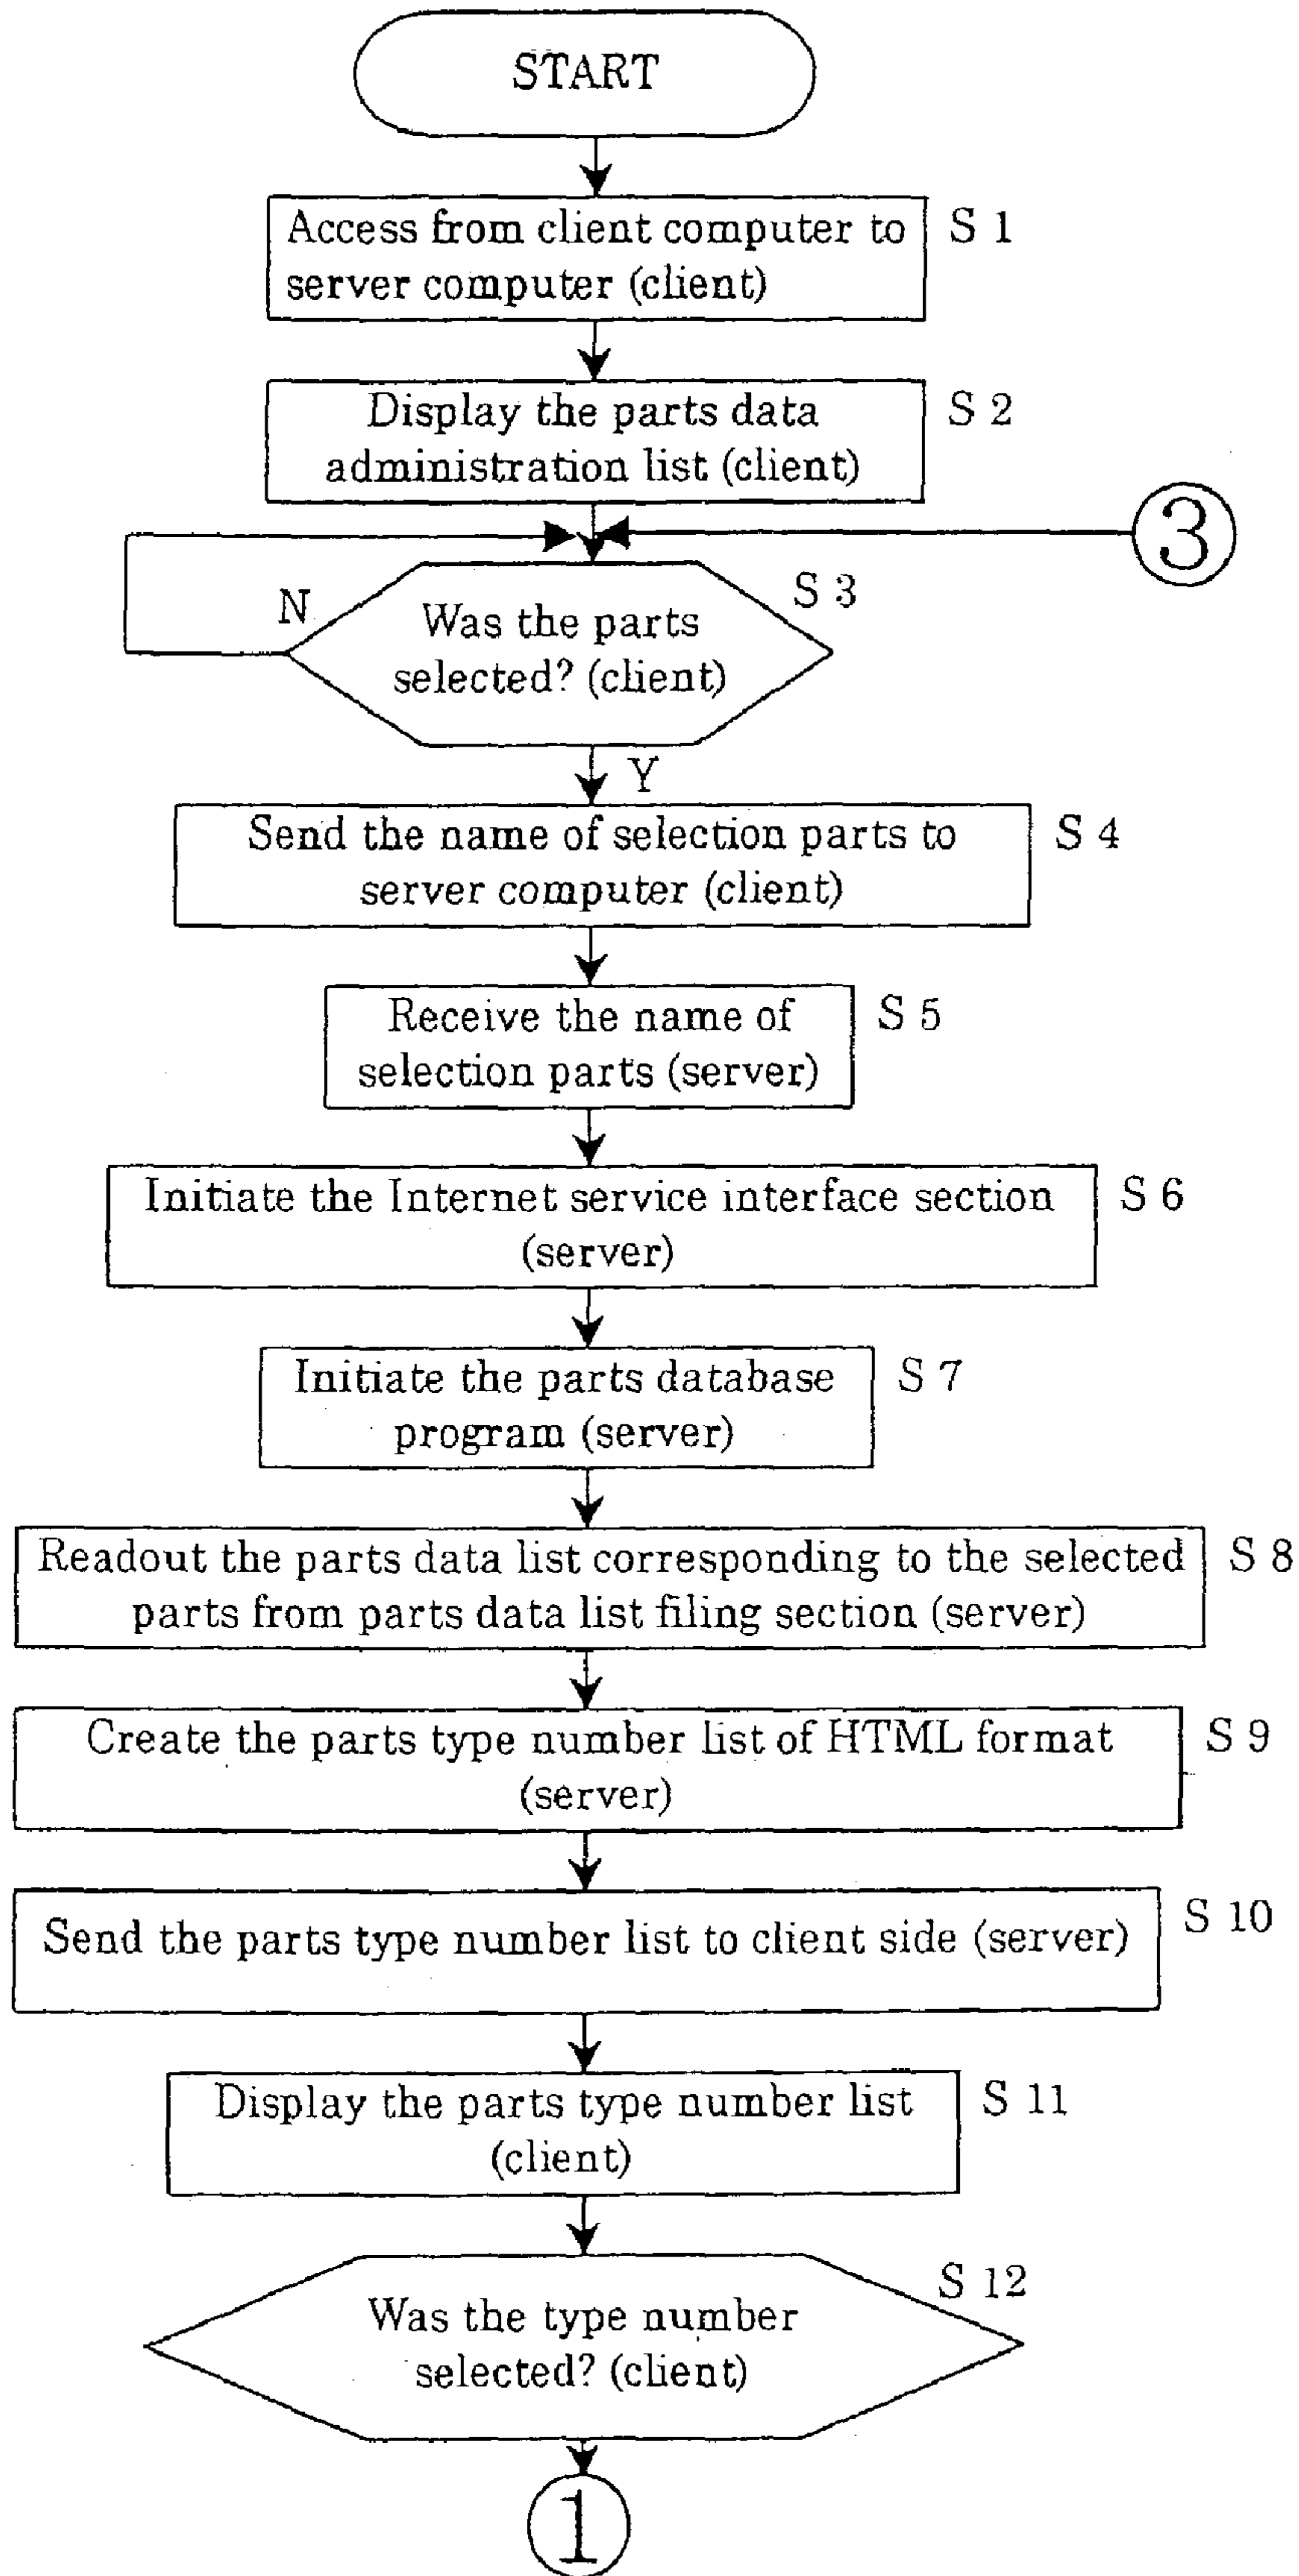 START
Access from client computer to
server computer (client)
S 1
Display the parts data
administration list (client)
S 2
3
N
Was the parts
selected? (client)
S 3
Y
Send the name of selection parts to
server computer (client)
S 4
Receive the name of
selection parts (server)
S 5
Initiate the Internet service interface section
(server)
S 6
Initiate the parts database
program (server)
S 7
Readout the parts data list corresponding to the selected
parts from parts data list filing section (server)
S 8
Create the parts type number list of HTML format
(server)
S 9
Send the parts type number list to client side (server)
S 10
Display the parts type number list
(client)
S 11
Was the type number
selected? (client)
S 12
1